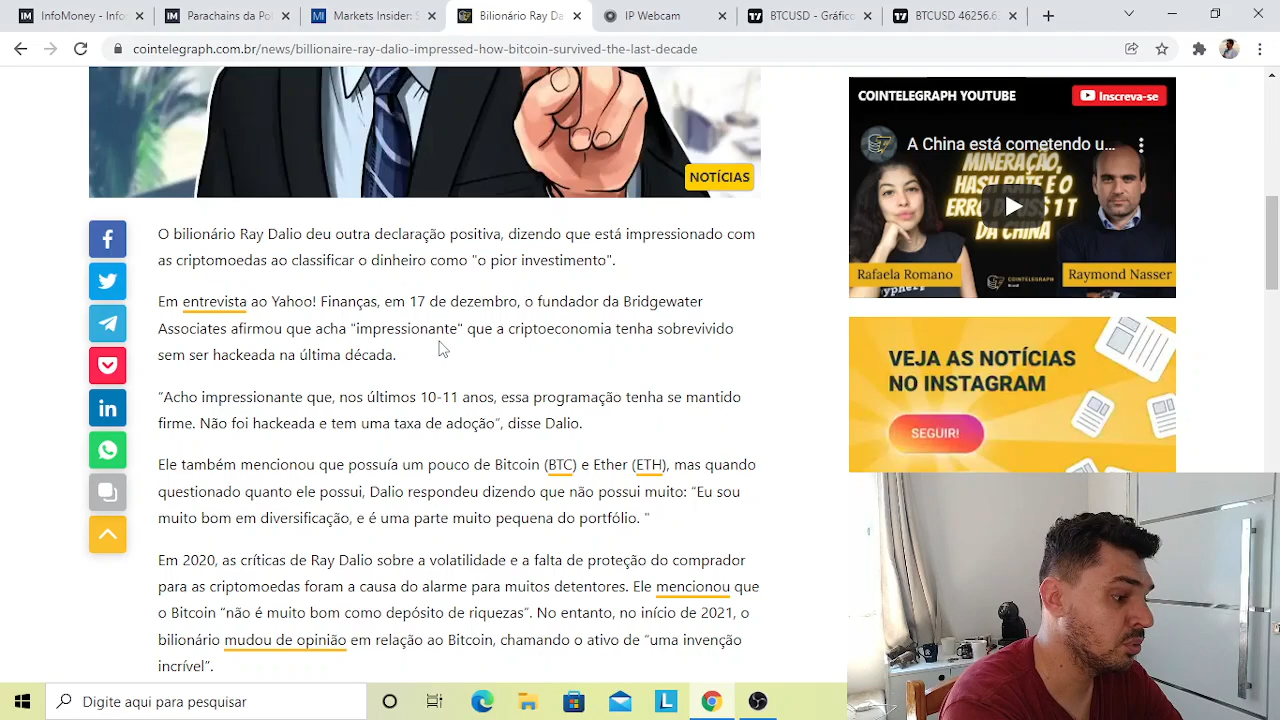 Parachains da Pol
Markets Insider: S
Bilionário Ray Da
IP Webcam
BTCUSD - Gráfico
BTCUSD 46256.6
cointelegraph.com.br/news/billionaire-ray-dalio-impressed-how-bitcoin-survived-the-last-decade
NOTÍCIAS
O bilionário Ray Dalio fez outra declaração positiva, dizendo que está impressionado com
as criptomoedas ao classificar o dinheiro como "o pior investimento".
Em entrevista ao Yahoo! Finanças, em 17 de dezembro, o fundador da Bridgewater
Associates afirmou que acha “impressionante“ que a criptoeconomia tenha sobrevivido
sem ser hackeada na última década.
“Acho impressionante que, nos últimos 10-11 anos, essa programação tenha se mantido
firme. Não foi hackeada e tem uma taxa de adoção“, disse Dalio.
Ele também mencionou que possuía um pouco de Bitcoin (BTC) e Ether (ETH), mas quando
questionado quanto ele possui, Dalio respondeu dizendo que não possui muito: “Eu sou
muito bom em diversificação, e é uma parte muito pequena do portfólio. "
Em 2020, as críticas de Ray Dalio sobre a volatilidade e a falta de proteção do comprador
para as criptomoedas foram a causa do alarme para muitos detentores. Ele mencionou que
o Bitcoin “não é muito bom como depósito de riquezas”. No entanto, no início de 2021, o
bilionário mudou de opinião em relação ao Bitcoin, chamando o ativo de “uma invenção
incrível”.
COINTELEGRAPH YOUTUBE
Inscreva-se
A China está cometendo u...
MINERAÇÃO,
HASH RATE E O
DA CHINA
Rafaela Romano
COINTELEGRAPH
Raymond Nasser
VEJA AS NOTÍCIAS
NO INSTAGRAM
SEGUIR!
Digite aqui para pesquisar